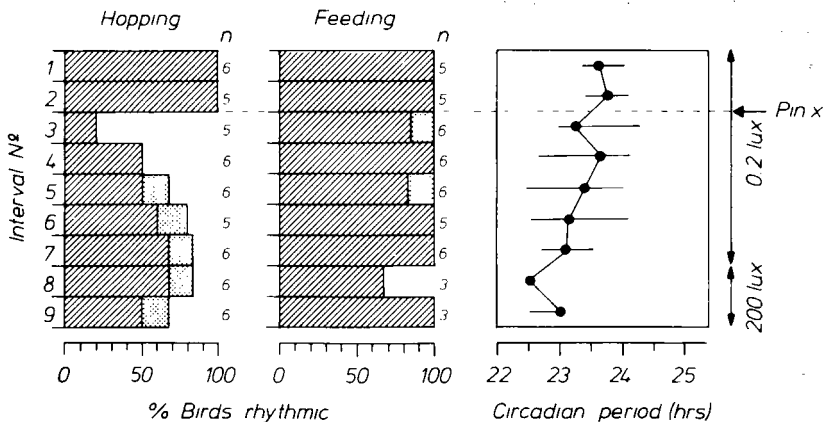 Hopping
Feeding
n
n
1
2
3
4
5
6
7
8
9
Interval Nº
6
5
5
6
6
5
6
6
6
5
5
6
6
6
5
6
3
3
Pin x
0.2 lux
200 lux
0 50 100
0 50 100
22 23 24 25
% Birds rhythmic
Circadian period (hrs)